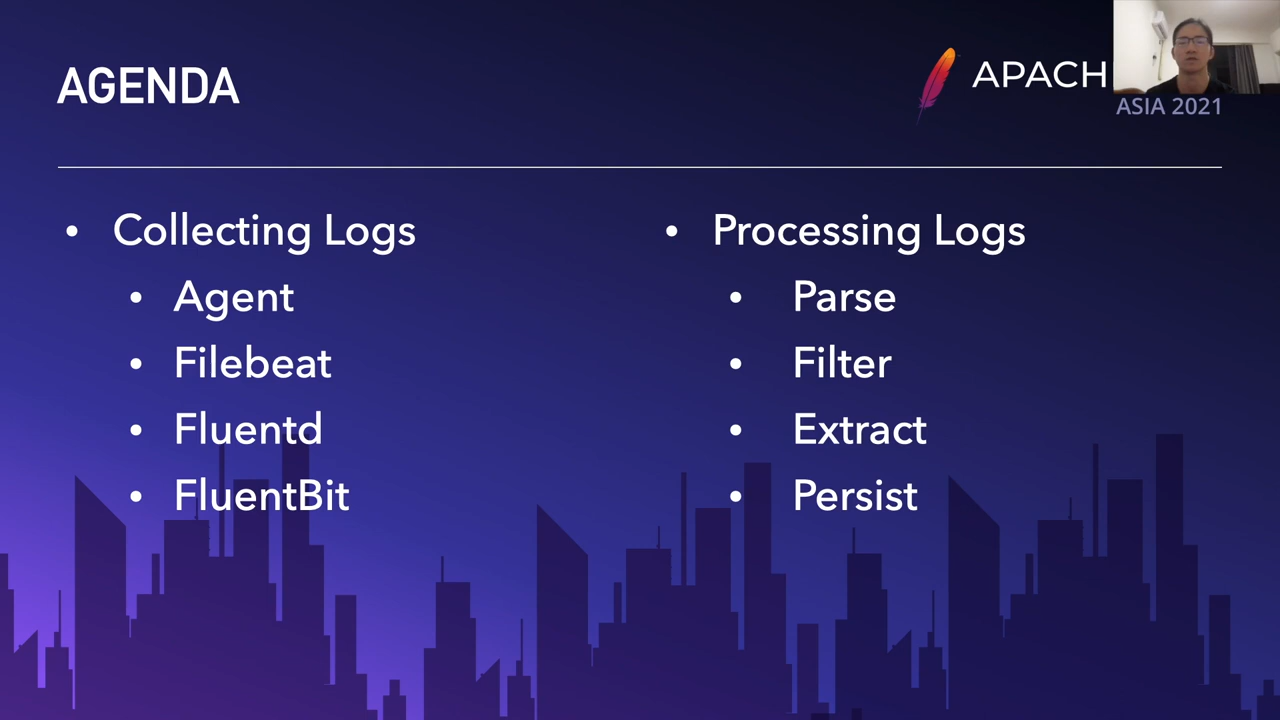 AGENDA
APACH
ASIA 2021
• Collecting Logs
• Agent
• Filebeat
• Fluentd
• FluentBit
• Processing Logs
• Parse
• Filter
• Extract
• Persist